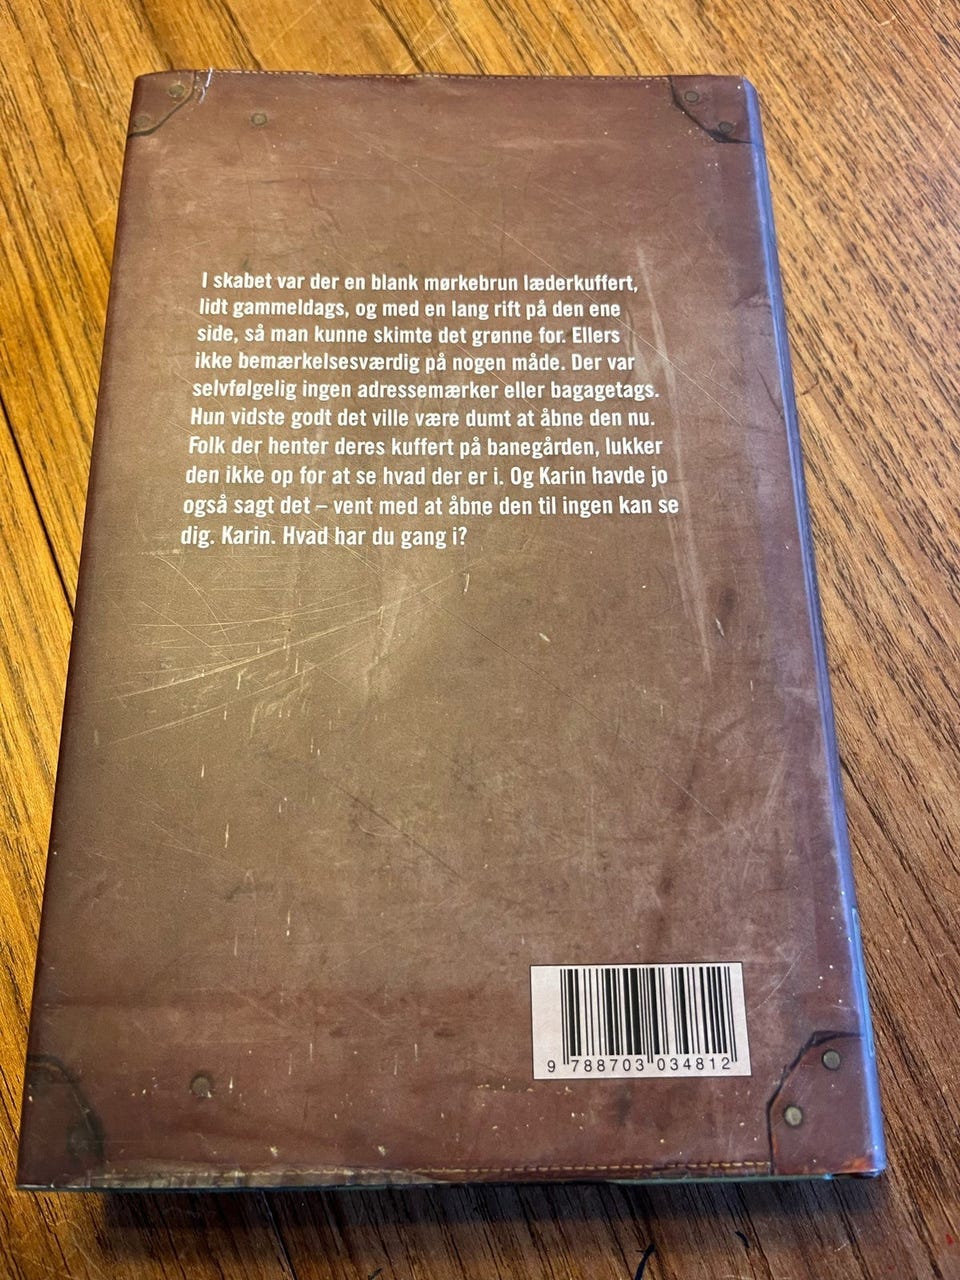 I skabet var der en blank mørkebrun læderkuffert,
lidt gammeldags, og med en lang rift på den ene
side, så man kunne skimte det grønne for. Ellers
ikke bemærkelsesværdig på nogen måde. Der var
selvfølgelig ingen adressemærker eller bagagetags.
Hun vidste godt det ville være dumt at åbne den nu.
Folk der henter deres kuffert på banegården, lukker
den ikke op for at se hvad der er i. Og Karin havde jo
også sagt det – vent med at åbne den til ingen kan se
dig. Karin. Hvad har du gang i?
9 788703 034812